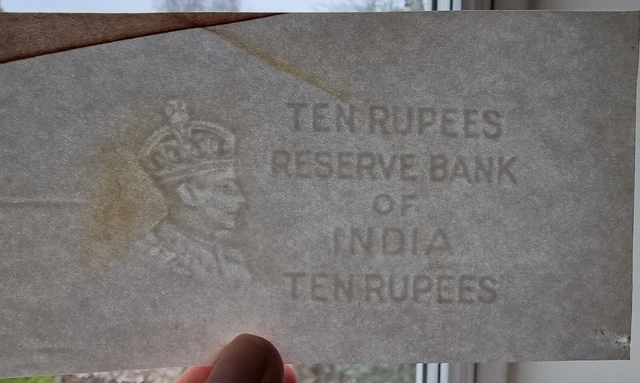 TEN RUPEES
RESERVE BANK
OF
INDIA
TEN RUPEES